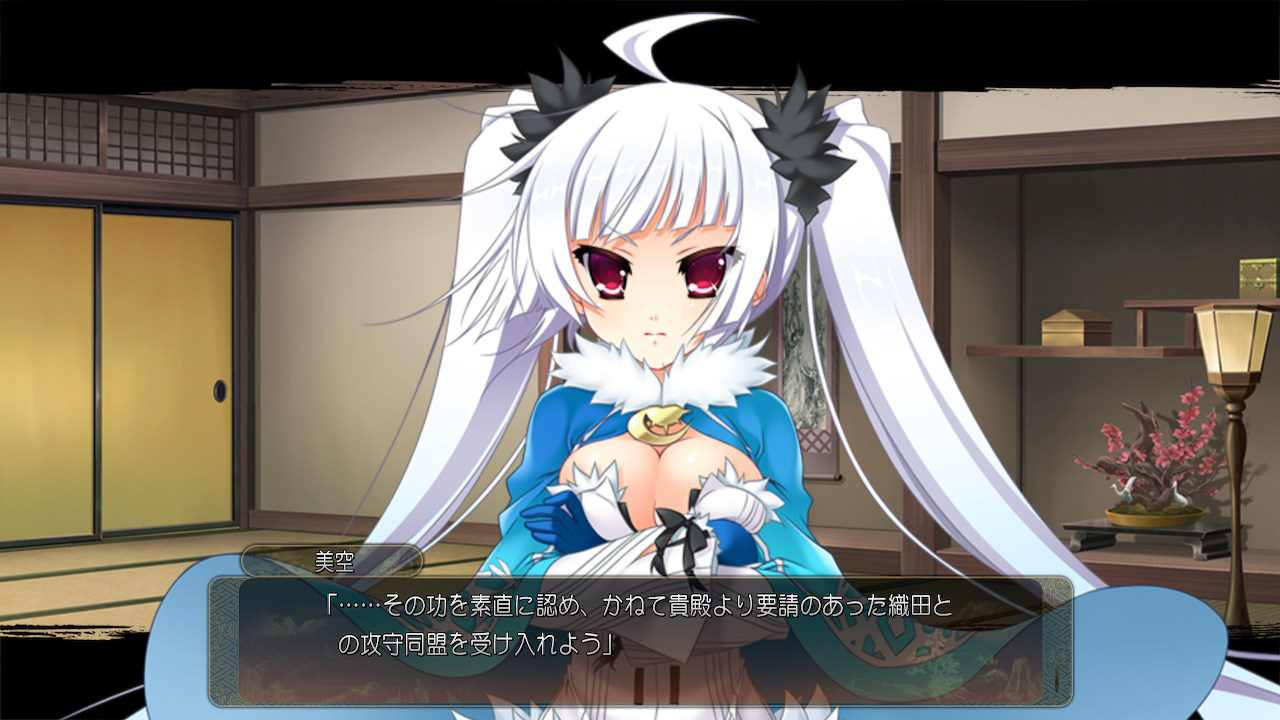 美空
「……その功を素直に認め、かねて貴殿より要請のあった織田と
の攻守同盟を受け入れよう」